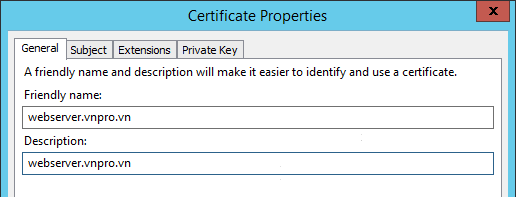 Certificate Properties
x
General Subject Extensions Private Key
A friendly name and description will make it easier to identify and use a certificate.
Friendly name:
webserver.vnpro.vn
Description:
webserver.vnpro.vn